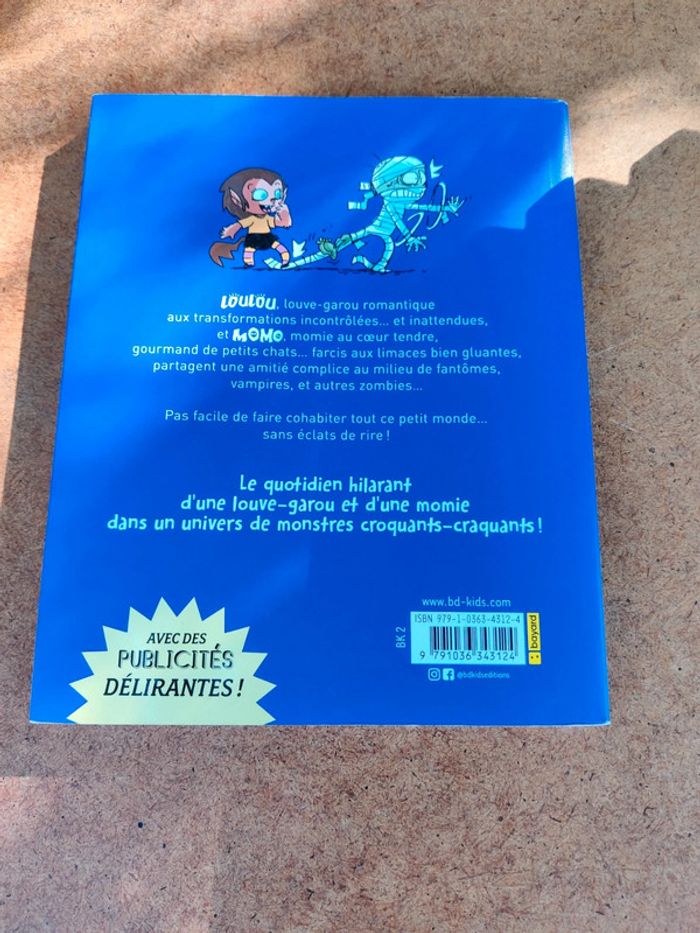 LOULOU, louve-garou romantique
aux transformations incontrôlées... et inattendues,
et MOMO, momie au cœur tendre,
gourmand de petits chats... farcis aux limaces bien gluantes,
partagent une amitié complice au milieu de fantômes,
vampires, et autres zombies...
Pas facile de faire cohabiter tout ce petit monde...
sans éclats de rire !
Le quotidien hilarant
d'une louve-garou et d'une momie
dans un univers de monstres croquants-craquants !
AVEC DES
PUBLICITÉS
DÉLIRANTES !
www.bd-kids.com
ISBN 979-1-0363-4312-4
BK 2
9 791036 343124
bayard
@bdkidseditions